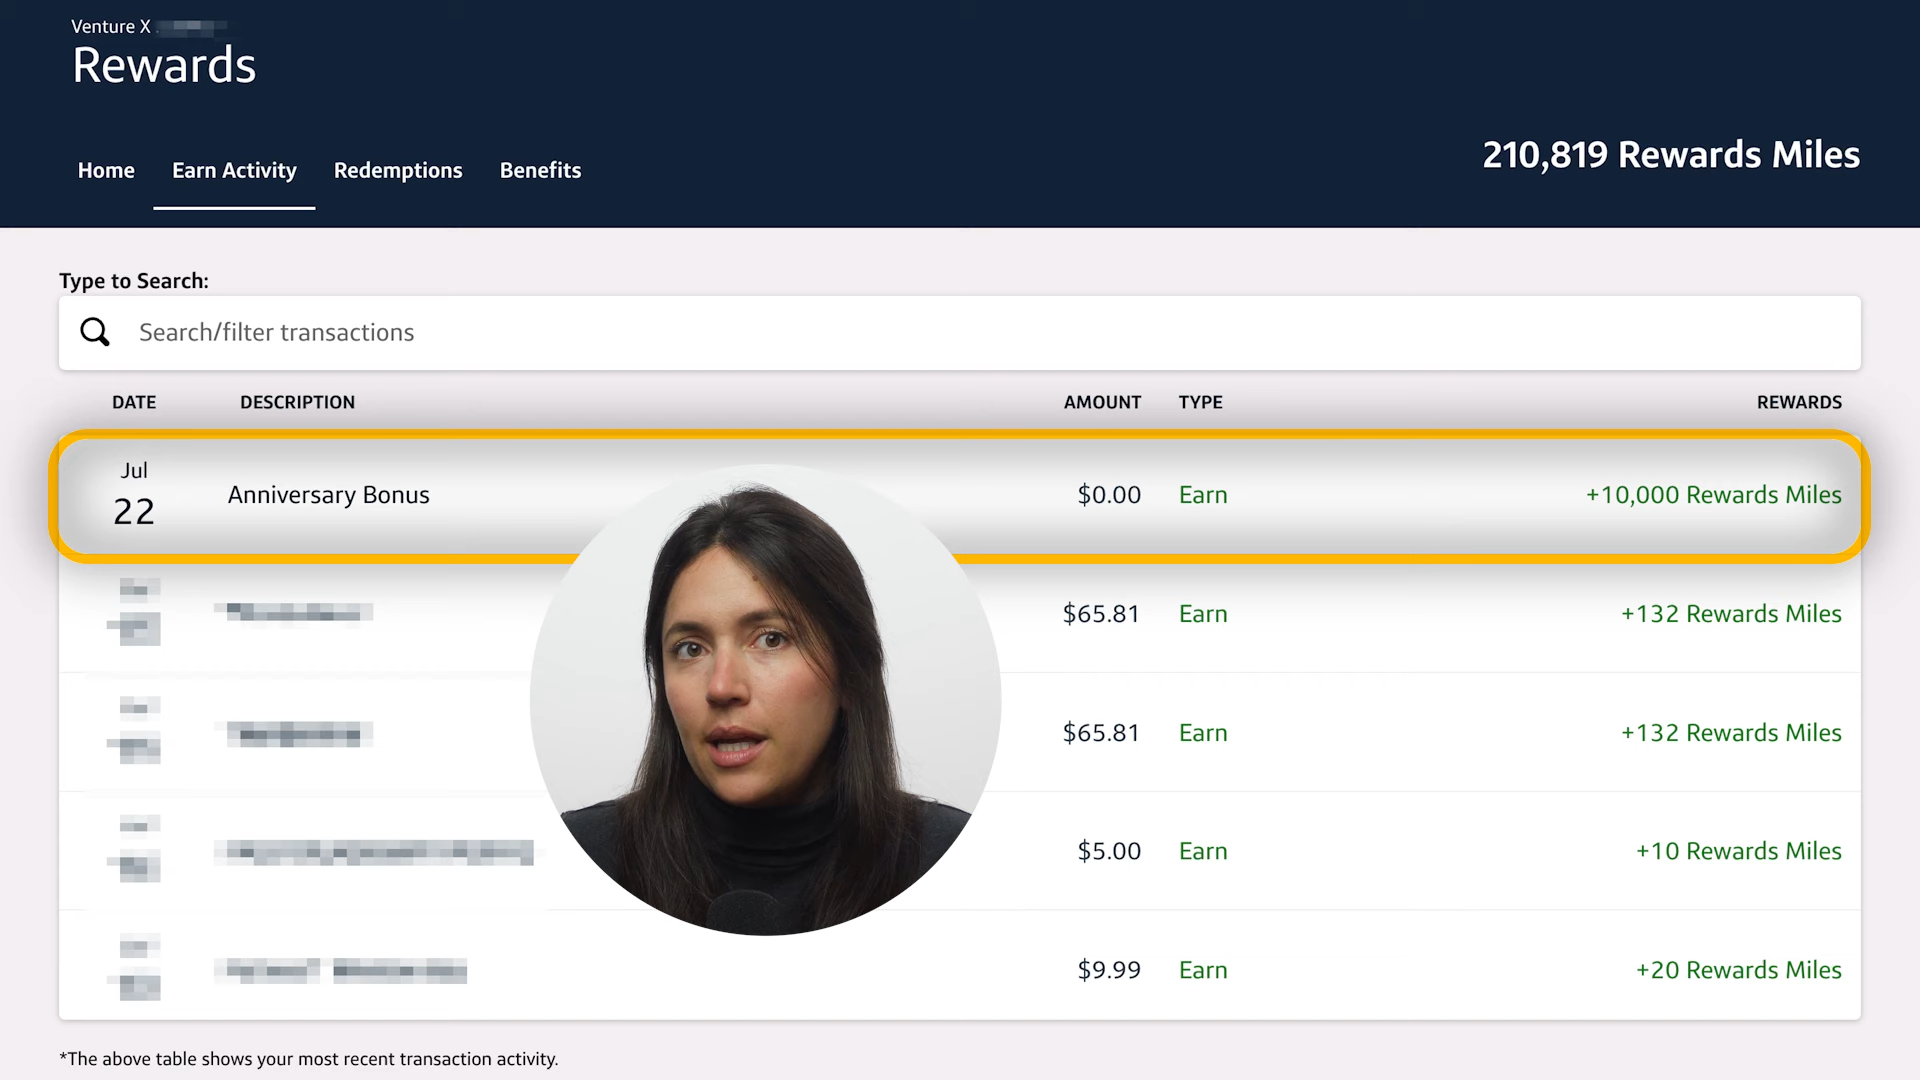 Venture X
Rewards
Home Earn Activity Redemptions Benefits
210,819 Rewards Miles
Type to Search:
Search/filter transactions
DATE DESCRIPTION AMOUNT TYPE REWARDS
Jul
22 Anniversary Bonus $0.00 Earn +10,000 Rewards Miles
$65.81 Earn +132 Rewards Miles
$65.81 Earn +132 Rewards Miles
$5.00 Earn +10 Rewards Miles
$9.99 Earn +20 Rewards Miles
*The above table shows your most recent transaction activity.